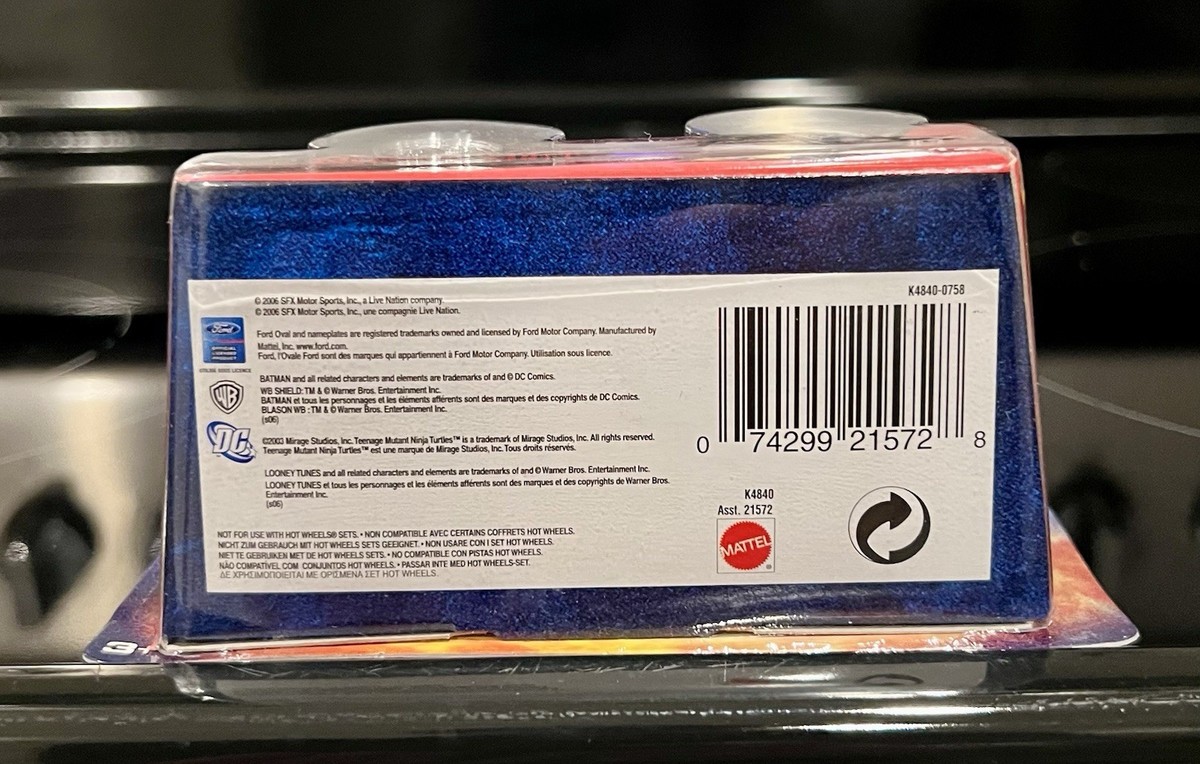 © 2006 SFX Motor Sports, Inc., a Live Nation company.
© 2006 SFX Motor Sports, Inc., une compagnie Live Nation.
Ford
Ford Oval and nameplates are registered trademarks owned and licensed by Ford Motor Company. Manufactured by
Mattel, Inc. www.ford.com.
Ford, l'Ovale Ford sont des marques qui appartiennent à Ford Motor Company. Utilisation sous licence.
WB
BATMAN and all related characters and elements are trademarks of and © DC Comics.
WB SHIELD: TM & © Warner Bros. Entertainment Inc.
BATMAN et tous les personnages et les éléments afférents sont des marques et des copyrights de DC Comics.
BLASON WB : TM & © Warner Bros. Entertainment Inc.
(s06)
DC
©2003 Mirage Studios, Inc. Teenage Mutant Ninja Turtles™ is a trademark of Mirage Studios, Inc. All rights reserved.
Teenage Mutant Ninja Turtles™ est une marque de Mirage Studios, Inc. Tous droits réservés.
LOONEY TUNES and all related characters and elements are trademarks of and © Warner Bros. Entertainment Inc.
LOONEY TUNES et tous les personnages et les éléments afférents sont des marques et des copyrights de Warner Bros.
Entertainment Inc.
(s06)
NOT FOR USE WITH HOT WHEELS® SETS. • NON COMPATIBLE AVEC CERTAINS COFFRETS HOT WHEELS.
NICHT ZUM GEBRAUCH MIT HOT WHEELS SETS GEEIGNET. • NON USARE CON I SET HOT WHEELS.
NIET TE GEBRUIKEN MET DE HOT WHEELS SETS. • NO COMPATIBLE CON PISTAS HOT WHEELS.
NÃO COMPATÍVEL COM CONJUNTOS HOT WHEELS. • PASSAR INTE MED HOT WHEELS-SET.
ΔΕ ΧΡΗΣΙΜΟΠΟΙΕΙΤΑΙ ΜΕ ΟΡΙΣΜΕΝΑ ΣΕΤ HOT WHEELS.
K4840-0758
0 74299 21572 8
K4840
Asst. 21572
MATTEL
®
3+